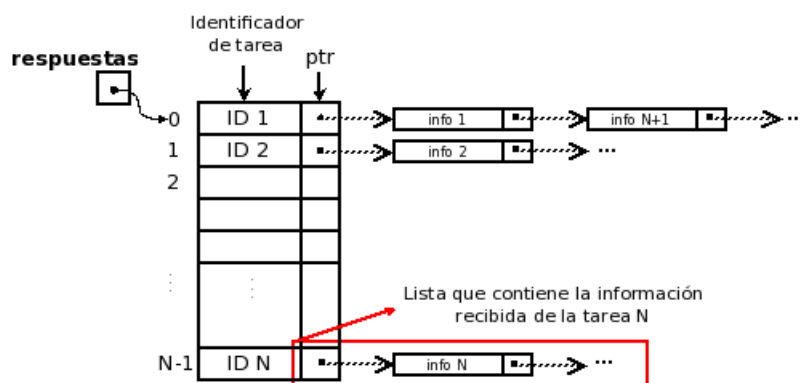 Identificador
de tarea
respuestas
ptr
0 ID 1 info 1 info N+1 ...
1 ID 2 info 2 ...
2
Lista que contiene la información
recibida de la tarea N
N-1 ID N info N ...